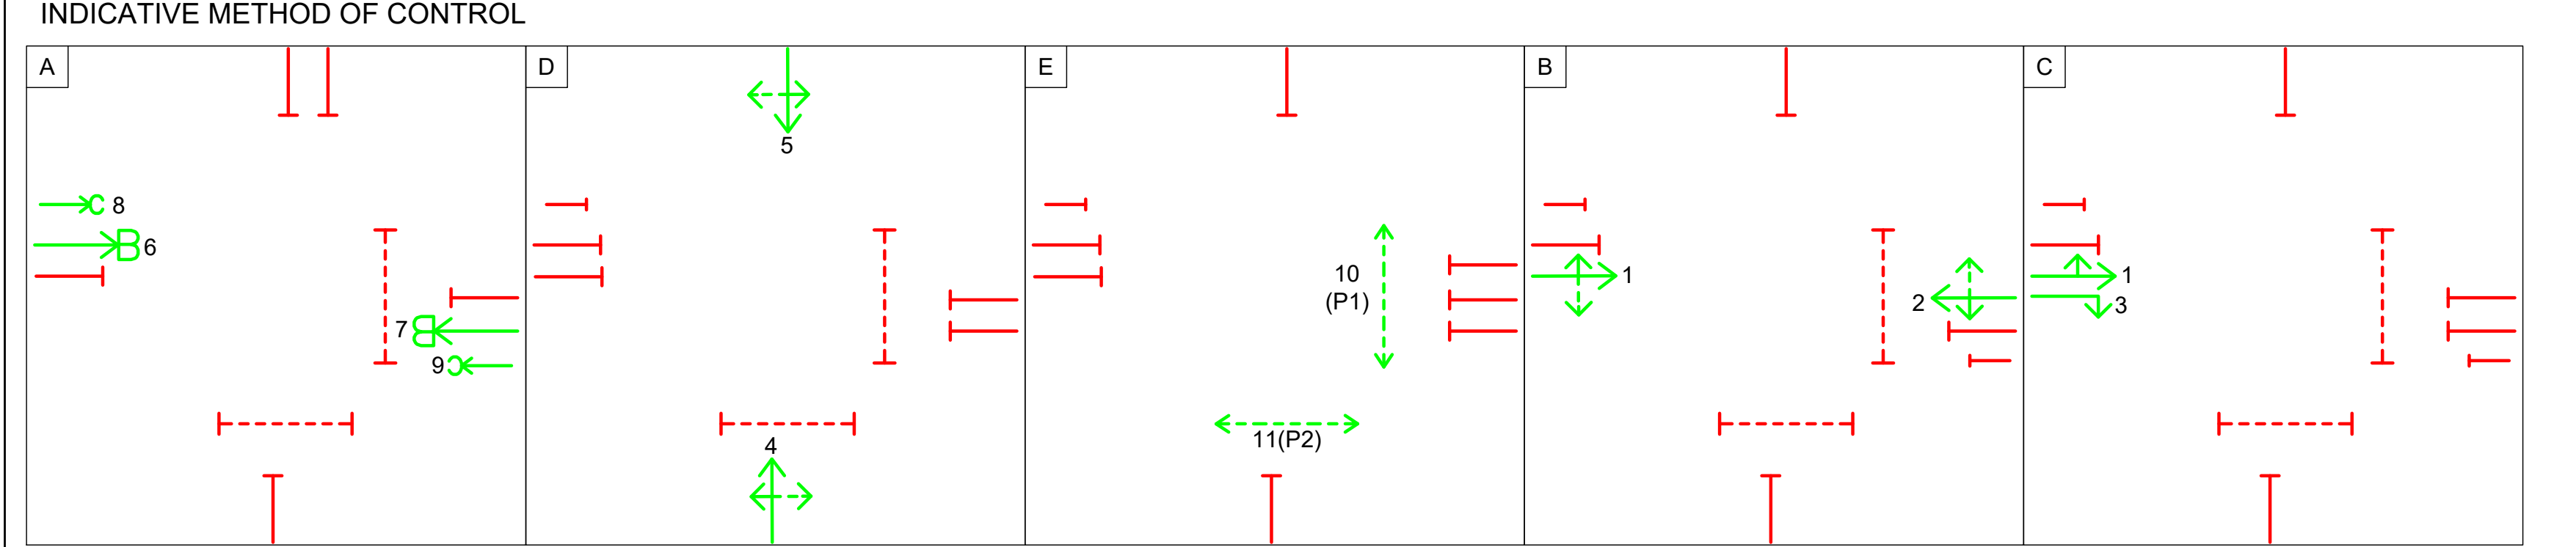 INDICATIVE METHOD OF CONTROL
A
8
B 6
7 B
9
D
5
4
E
10
(P1)
11(P2)
B
1
2
C
1
3